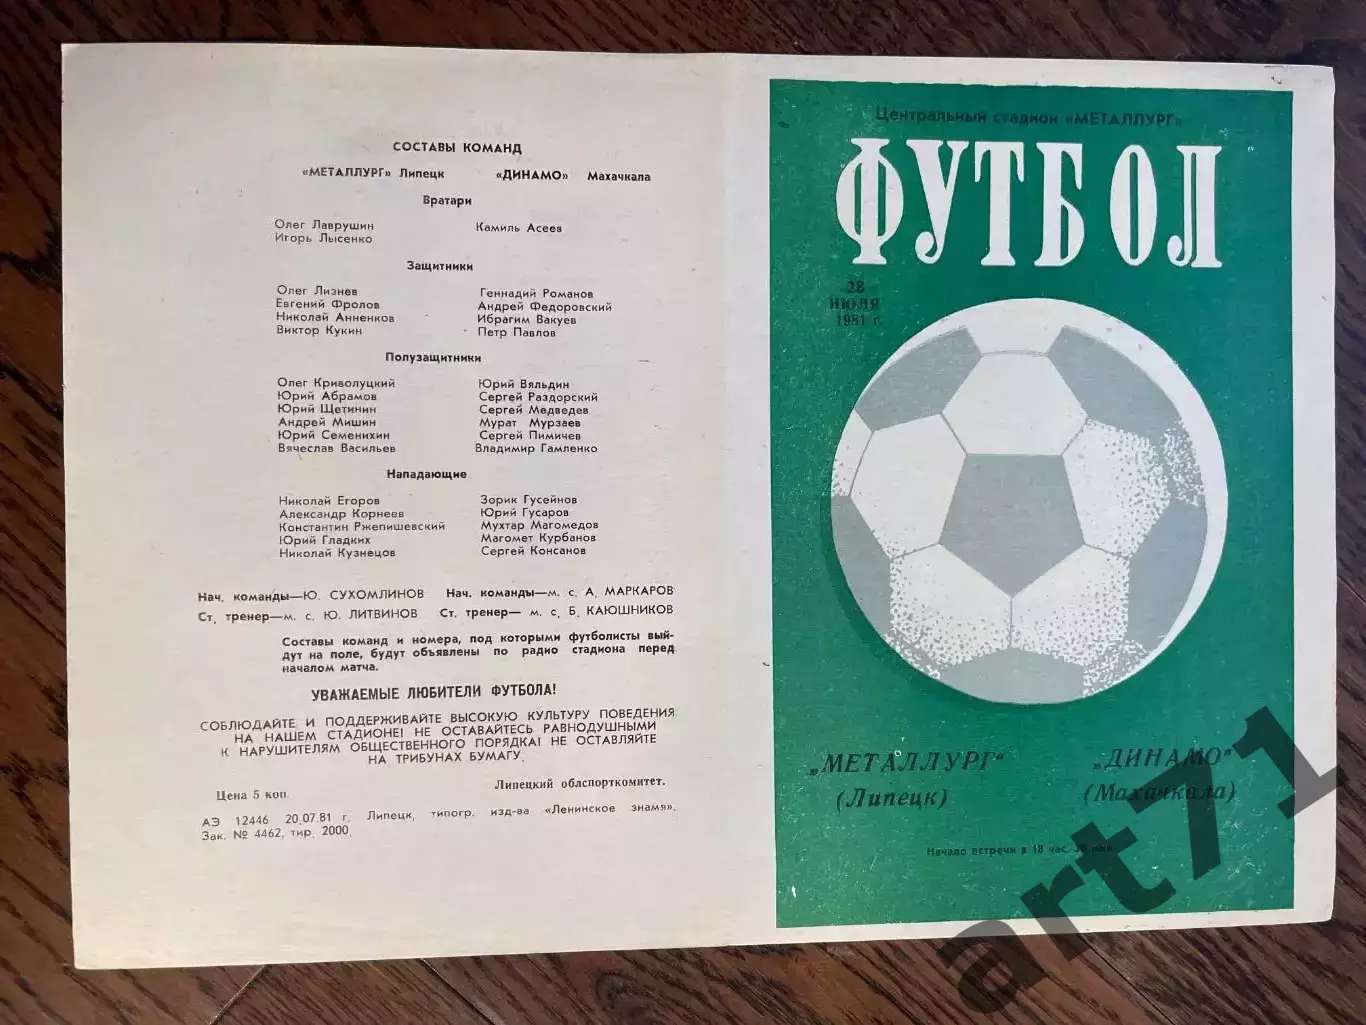 СОСТАВЫ КОМАНД
«МЕТАЛЛУРГ» Липецк «ДИНАМО» Махачкала
Вратари
Олег Лаврушин Камиль Асеев
Игорь Лысенко
Защитники
Олег Лизнев Геннадий Романов
Евгений Фролов Андрей Федоровский
Николай Анненков Ибрагим Вакуев
Виктор Кукин Петр Павлов
Полузащитники
Олег Криволуцкий Юрий Вяльдин
Юрий Абрамов Сергей Раздорский
Юрий Щетинин Сергей Медведев
Андрей Мишин Мурат Мурзаев
Юрий Семенихин Сергей Пимичев
Вячеслав Васильев Владимир Гамленко
Нападающие
Николай Егоров Зорик Гусейнов
Александр Корнеев Юрий Гусаров
Константин Ржепишевский Мухтар Магомедов
Юрий Гладких Магомет Курбанов
Николай Кузнецов Сергей Консанов
Нач. команды—Ю. СУХОМЛИНОВ Нач. команды—м. с. А. МАРКАРОВ
Ст. тренер—м. с. Ю. ЛИТВИНОВ Ст. тренер— м. с. Б. КАЮШНИКОВ
Составы команд и номера, под которыми футболисты вый-
дут на поле, будут объявлены по радио стадиона перед
началом матча.
УВАЖАЕМЫЕ ЛЮБИТЕЛИ ФУТБОЛА!
СОБЛЮДАЙТЕ И ПОДДЕРЖИВАЙТЕ ВЫСОКУЮ КУЛЬТУРУ ПОВЕДЕНИЯ
НА НАШЕМ СТАДИОНЕ! НЕ ОСТАВАЙТЕСЬ РАВНОДУШНЫМИ
К НАРУШИТЕЛЯМ ОБЩЕСТВЕННОГО ПОРЯДКА! НЕ ОСТАВЛЯЙТЕ
НА ТРИБУНАХ БУМАГУ.
Липецкий облспорткомитет.
Цена 5 коп.
АЭ 12446 20.07.81 г. Липецк, типогр. изд-ва «Ленинское знамя».
Зак. № 4462, тир. 2000.
Центральный стадион «МЕТАЛЛУРГ»
ФУТБОЛ
28
ИЮЛЯ
1981 г.
„МЕТАЛЛУРГ“ „ДИНАМО“
(Липецк) (Махачкала)
Начало встречи в 18 час. 30 мин.
art71